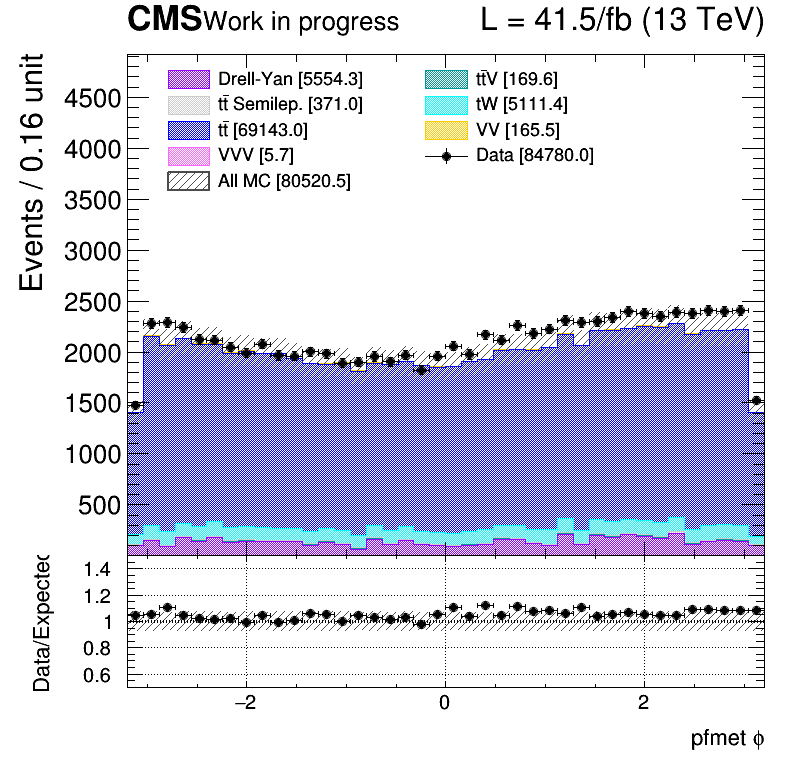 CMS Work in progress L = 41.5/fb (13 TeV)
Events / 0.16 unit
Drell-Yan [5554.3]
tt̄ Semilep. [371.0]
tt̄ [69143.0]
VVV [5.7]
All MC [80520.5]
tt̄V [169.6]
tW [5111.4]
VV [165.5]
Data [84780.0]
4500
4000
3500
3000
2500
2000
1500
1000
500
Data/Expected
1.4
1.2
1
0.8
0.6
−2 0 2
pfmet ϕ